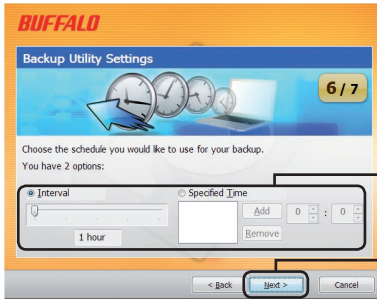 BUFFALO
Backup Utility Settings
6 / 7
Choose the schedule you would like to use for your backup.
You have 2 options:
Interval
Specified Time
1 hour
Add
0 : 0
Remove
< Back
Next >
Cancel